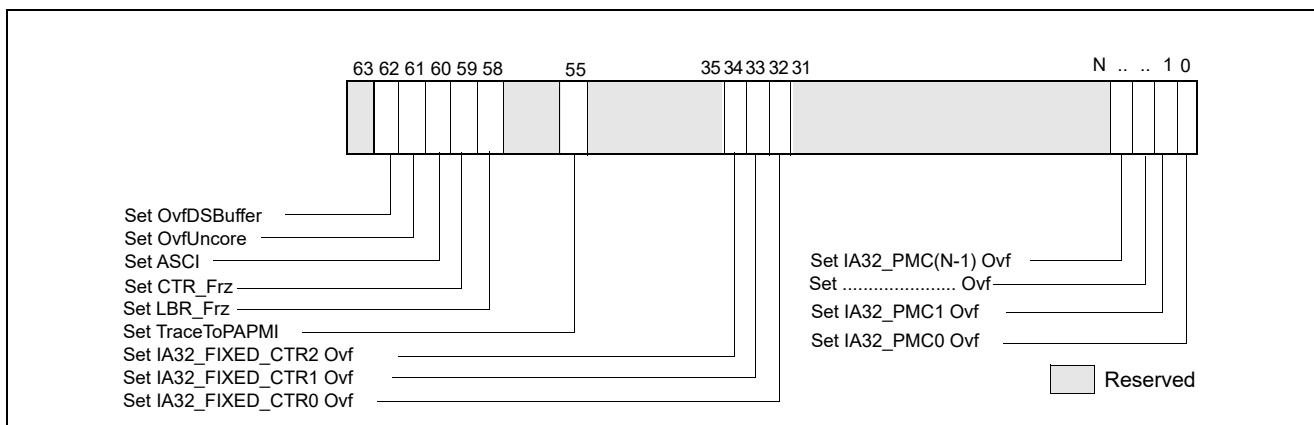 63 62 61 60 59 58 55 35 34 33 32 31 N .. .. 1 0
Set OvfDSBuffer
Set OvfUncore
Set ASCI
Set CTR_Frz
Set LBR_Frz
Set TraceToPAPMI
Set IA32_FIXED_CTR2 Ovf
Set IA32_FIXED_CTR1 Ovf
Set IA32_FIXED_CTR0 Ovf
Set IA32_PMC(N-1) Ovf
Set ...................... Ovf
Set IA32_PMC1 Ovf
Set IA32_PMC0 Ovf
Reserved